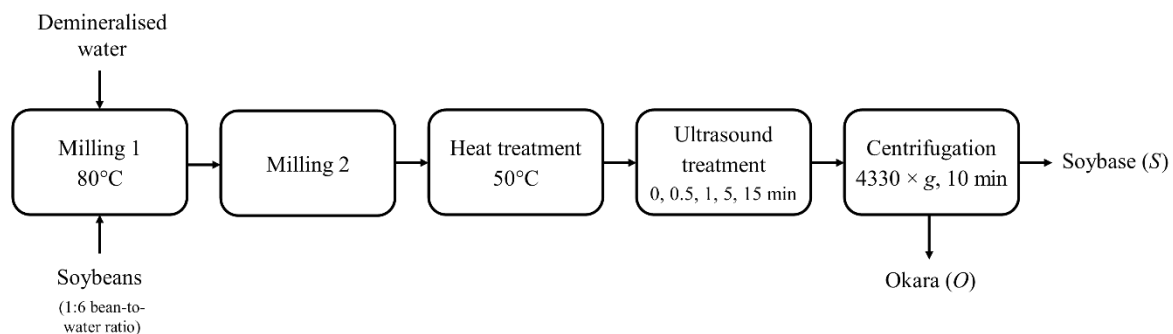 Demineralised
water
Milling 1
80°C
Soybeans
(1:6 bean-to-
water ratio)
Milling 2
Heat treatment
50°C
Ultrasound
treatment
0, 0.5, 1, 5, 15 min
Centrifugation
4330 × g, 10 min
Soybase (S)
Okara (O)